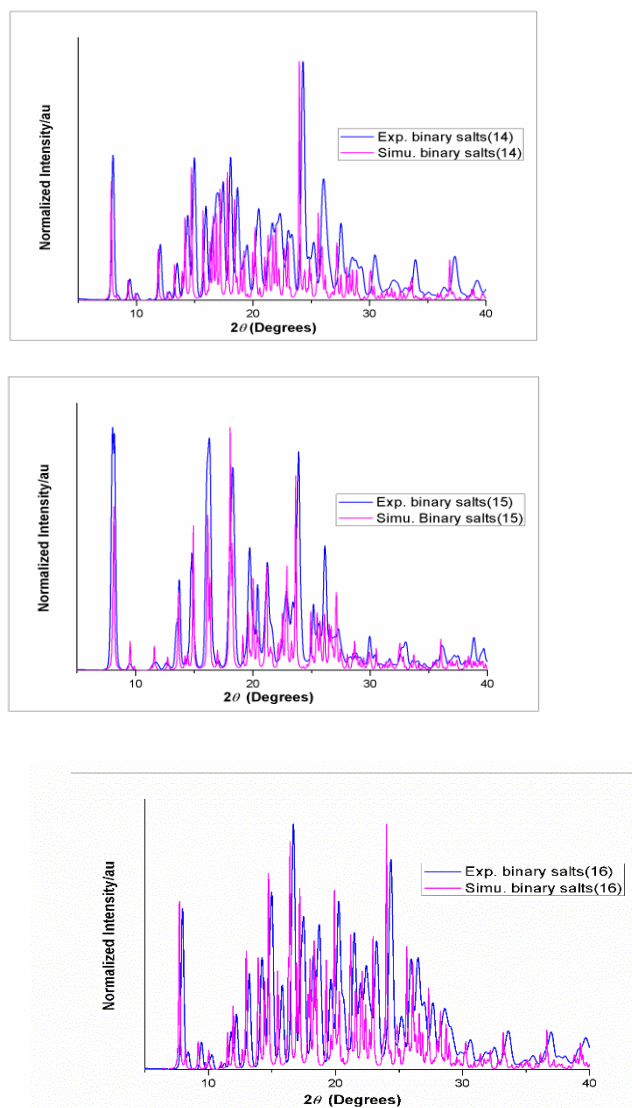 Normalized Intensity/au
Exp. binary salts(14)
Simu. binary salts(14)
10
20
30
40
2θ (Degrees)
Normalized Intensity/au
Exp. binary salts(15)
Simu. Binary salts(15)
10
20
30
40
2θ (Degrees)
Normalized Intensity/au
Exp. binary salts(16)
Simu. binary salts(16)
10
20
30
40
2θ (Degrees)